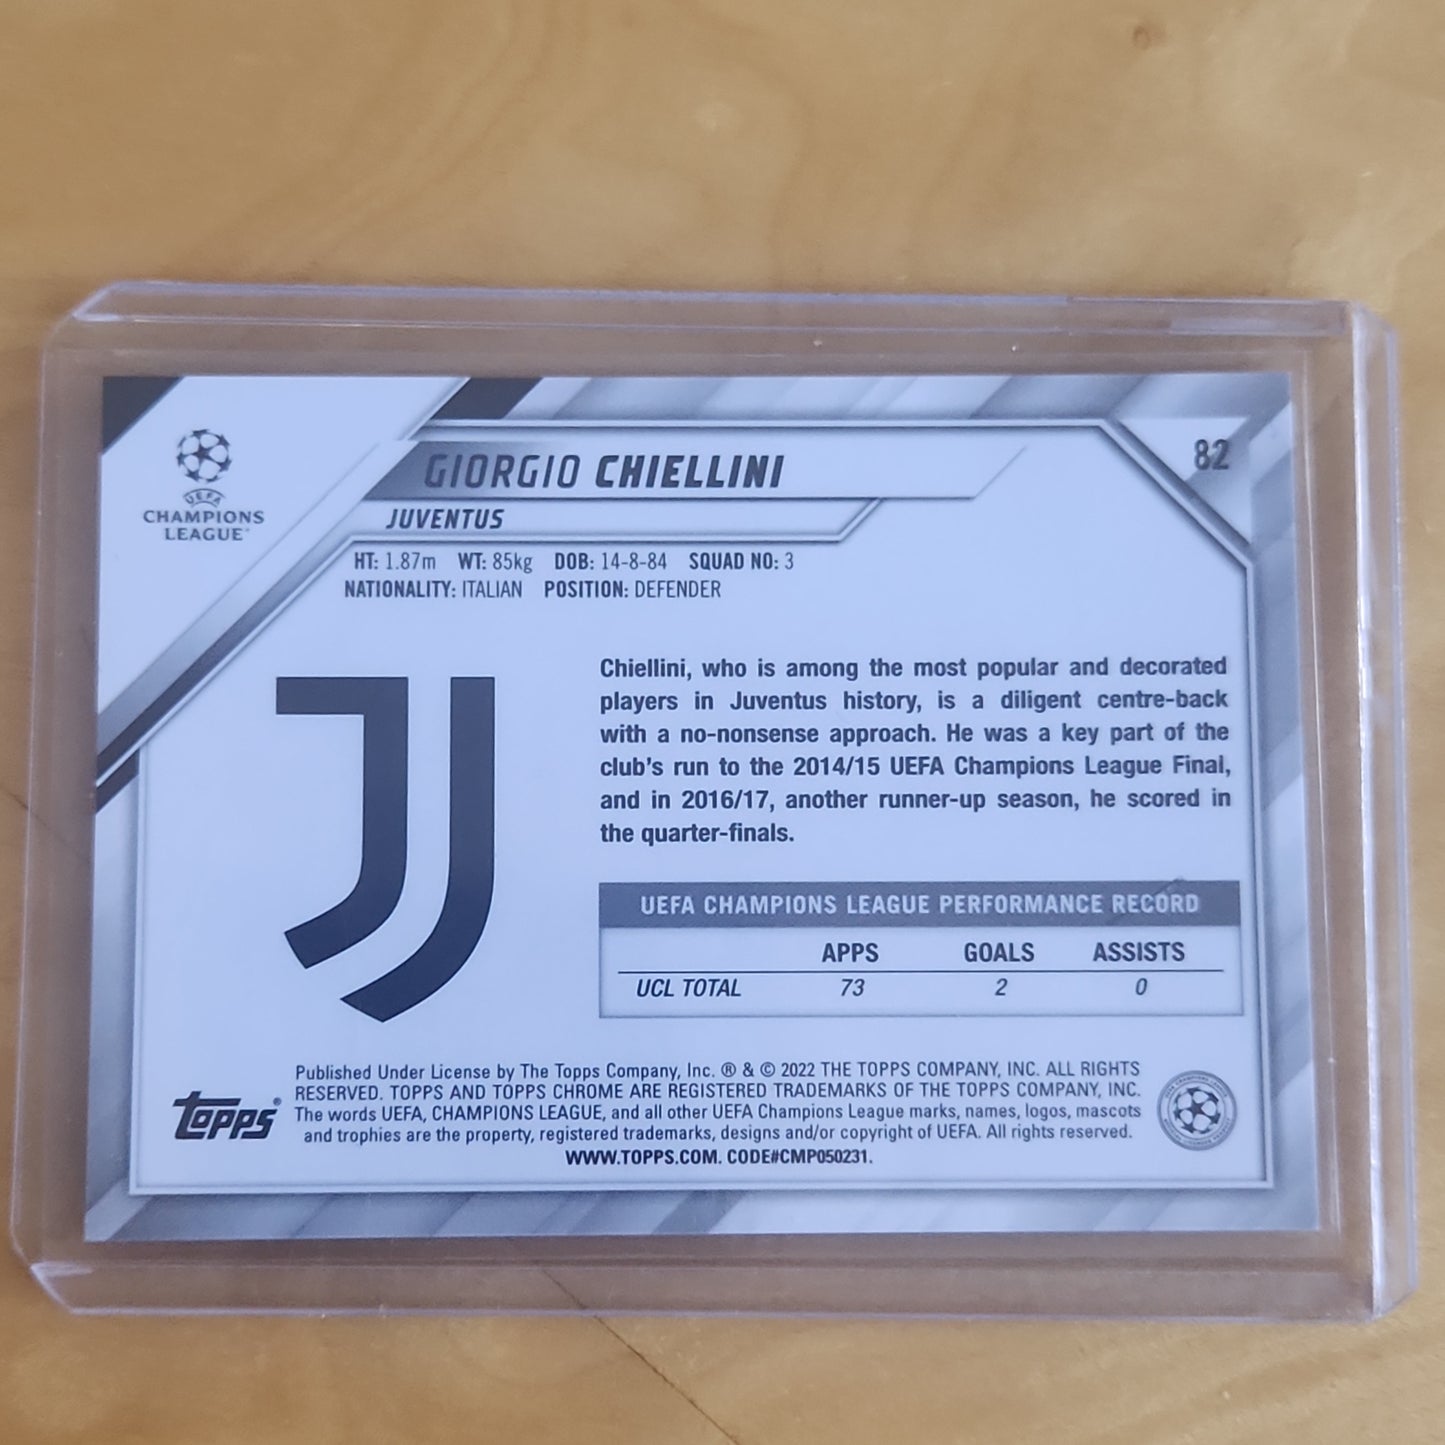 82
UEFA
CHAMPIONS
LEAGUE
GIORGIO CHIELLINI
JUVENTUS
HT: 1.87m WT: 85kg DOB: 14-8-84 SQUAD NO: 3
NATIONALITY: ITALIAN POSITION: DEFENDER
Chiellini, who is among the most popular and decorated
players in Juventus history, is a diligent centre-back
with a no-nonsense approach. He was a key part of the
club's run to the 2014/15 UEFA Champions League Final,
and in 2016/17, another runner-up season, he scored in
the quarter-finals.
UEFA CHAMPIONS LEAGUE PERFORMANCE RECORD
APPS GOALS ASSISTS
UCL TOTAL 73 2 0
topps®
Published Under License by The Topps Company, Inc. ® & © 2022 THE TOPPS COMPANY, INC. ALL RIGHTS
RESERVED. TOPPS AND TOPPS CHROME ARE REGISTERED TRADEMARKS OF THE TOPPS COMPANY, INC.
The words UEFA, CHAMPIONS LEAGUE, and all other UEFA Champions League marks, names, logos, mascots
and trophies are the property, registered trademarks, designs and/or copyright of UEFA. All rights reserved.
WWW.TOPPS.COM. CODE#CMP050231.